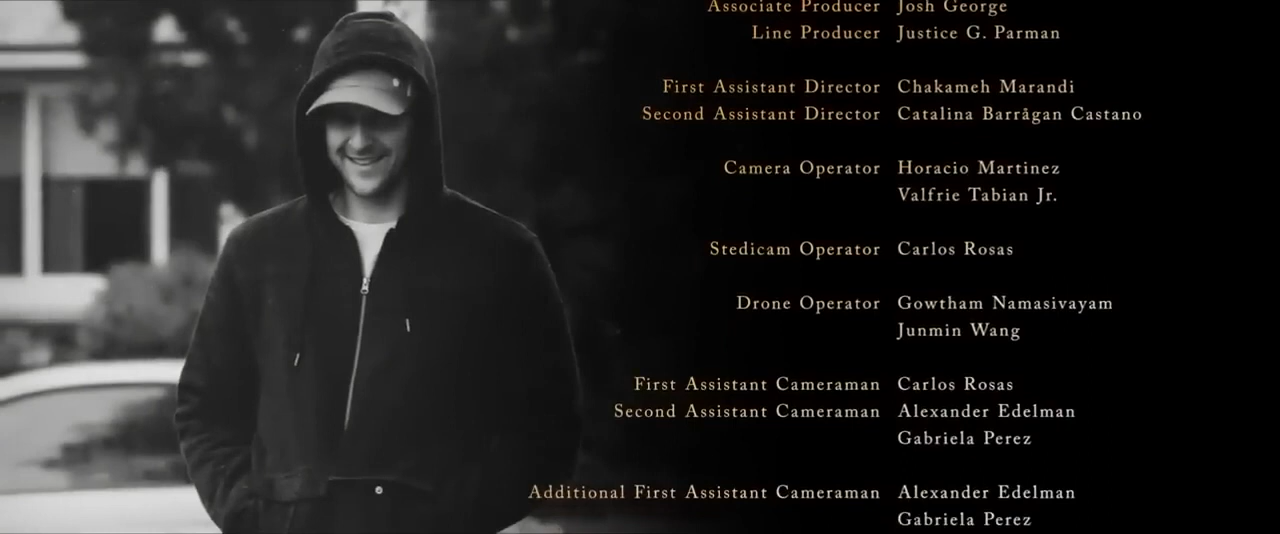 Associate Producer Josh George
Line Producer Justice G. Parman
First Assistant Director Chakameh Marandi
Second Assistant Director Catalina Barrågan Castano
Camera Operator Horacio Martinez
Valfrie Tabian Jr.
Stedicam Operator Carlos Rosas
Drone Operator Gowtham Namasivayam
Junmin Wang
First Assistant Cameraman Carlos Rosas
Second Assistant Cameraman Alexander Edelman
Gabriela Perez
Additional First Assistant Cameraman Alexander Edelman
Gabriela Perez